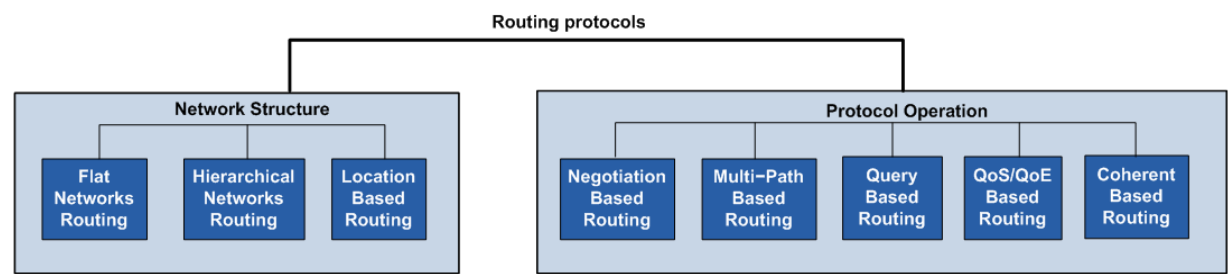 Routing protocols
Network Structure
Flat
Networks
Routing
Hierarchical
Networks
Routing
Location
Based
Routing
Protocol Operation
Negotiation
Based
Routing
Multi−Path
Based
Routing
Query
Based
Routing
QoS/QoE
Based
Routing
Coherent
Based
Routing